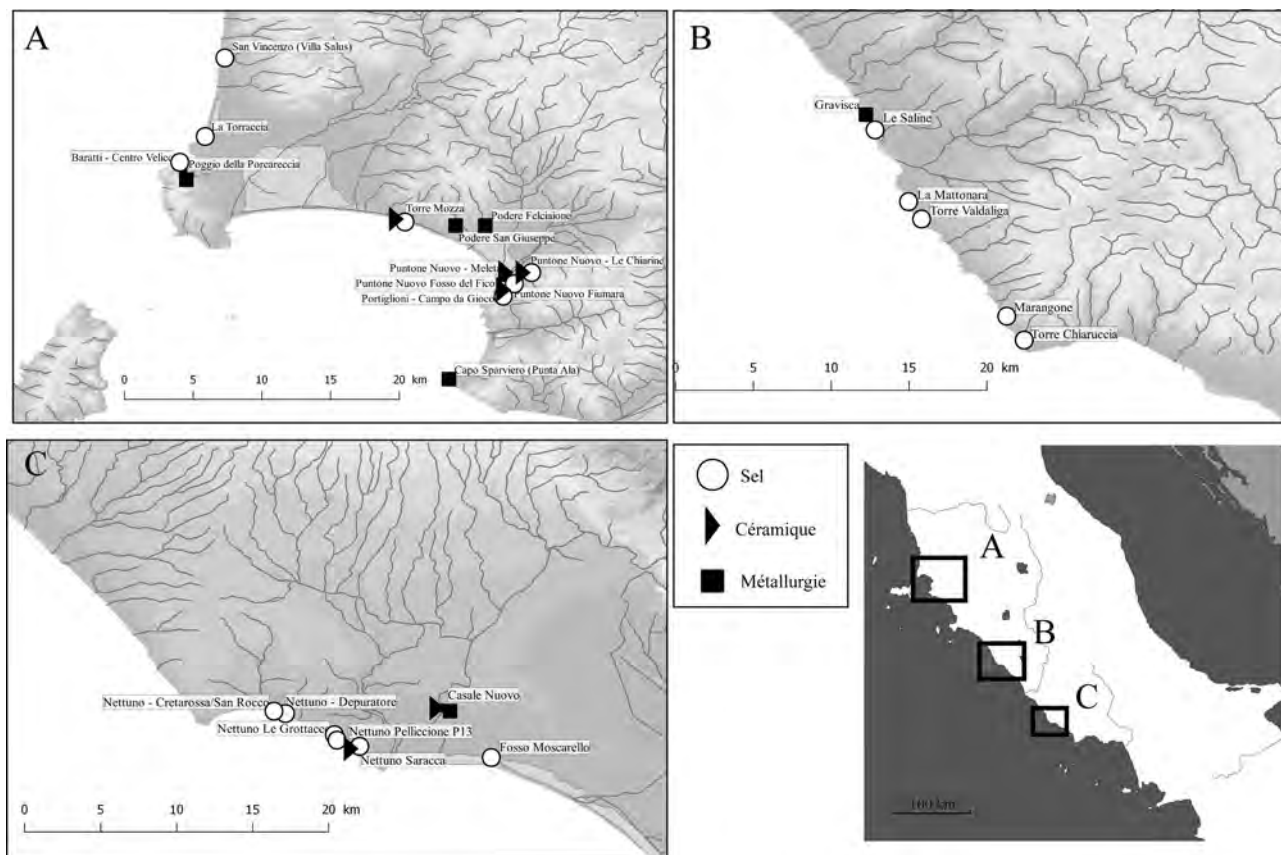 A
San Vincenzo (Villa Salus)
La Torraccia
Baratti - Centro Velico
Poggio della Porcareccia
Torre Mozza
Podere Felciaione
Podere San Giuseppe
Puntone Nuovo - Le Chiarine
Puntone Nuovo - Meleta
Puntone Nuovo Fosso del Fico
Puntone Nuovo Fiumara
Portiglioni - Campo da Gioco
Capo Sparviero (Punta Ala)
0 5 10 15 20 km
B
Gravisca
Le Saline
La Mattonara
Torre Valdaliga
Marangone
Torre Chiaruccia
0 5 10 15 20 km
C
Casale Nuovo
Nettuno - Cretarossa/San Rocco
Nettuno - Depuratore
Nettuno Le Grottace
Nettuno Pelliccione P13
Nettuno Saracca
Fosso Moscarello
0 5 10 15 20 km
Sel
Céramique
Métallurgie
A
B
C
100 km